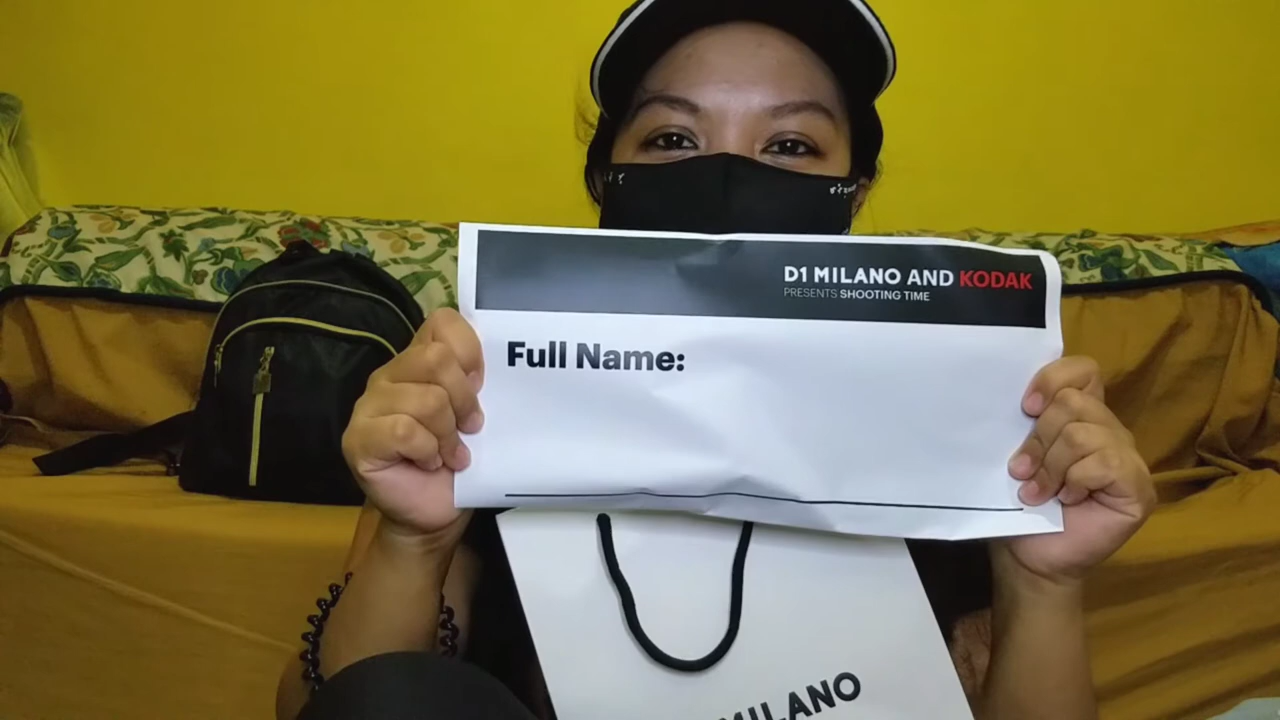 D1 MILANO AND KODAK
PRESENTS SHOOTING TIME
Full Name:
MILANO